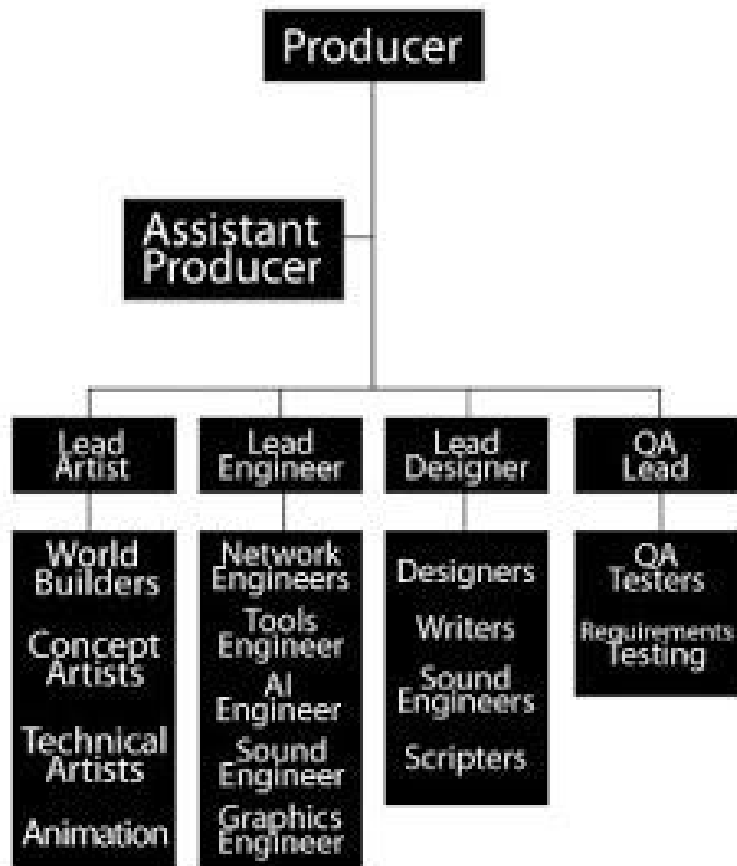 Producer
Assistant
Producer
Lead
Artist
Lead
Engineer
Lead
Designer
QA
Lead
World
Builders
Concept
Artists
Technical
Artists
Animation
Network
Engineers
Tools
Engineer
AI
Engineer
Sound
Engineer
Graphics
Engineer
Designers
Writers
Sound
Engineers
Scripters
QA
Testers
Requirements
Testing